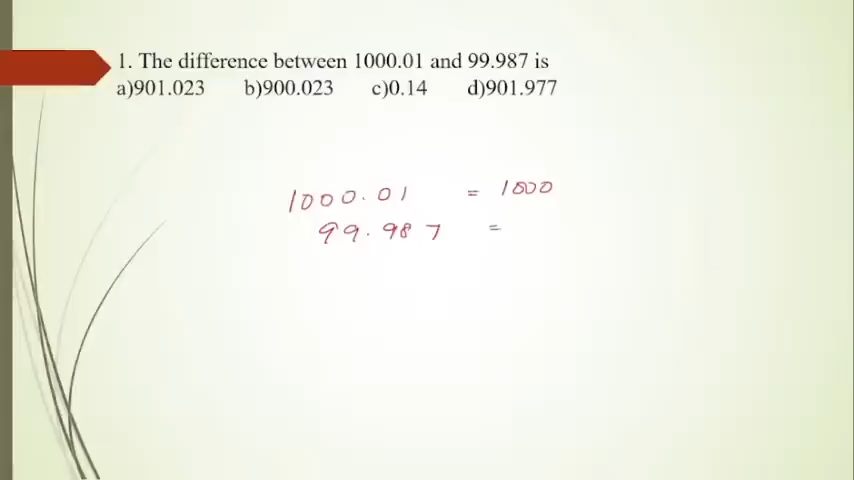 1. The difference between 1000.01 and 99.987 is
a)901.023 b)900.023 c)0.14 d)901.977
1000.01 = 1000
99.987 =